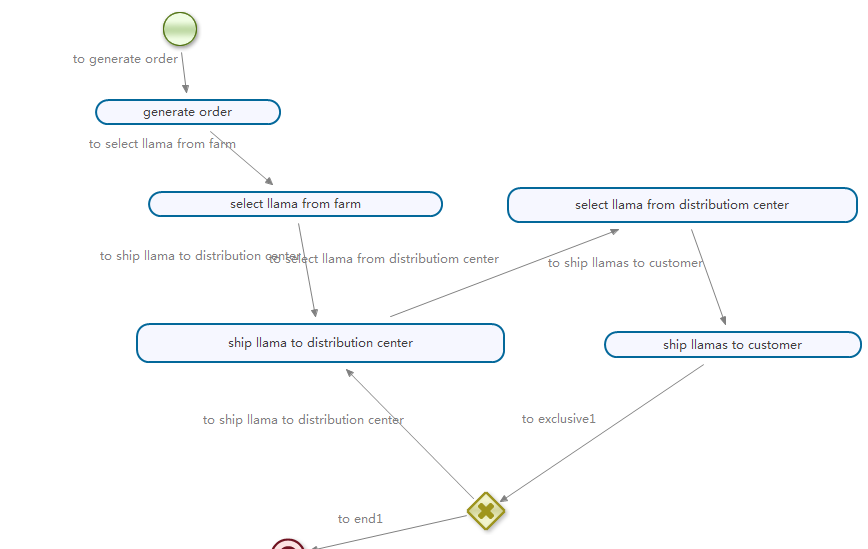 to generate order
generate order
to select llama from farm
select llama from farm
select llama from distributiom center
to ship llama to distribution center
to select llama from distributiom center
to ship llamas to customer
ship llama to distribution center
ship llamas to customer
to ship llama to distribution center
to exclusive1
to end1